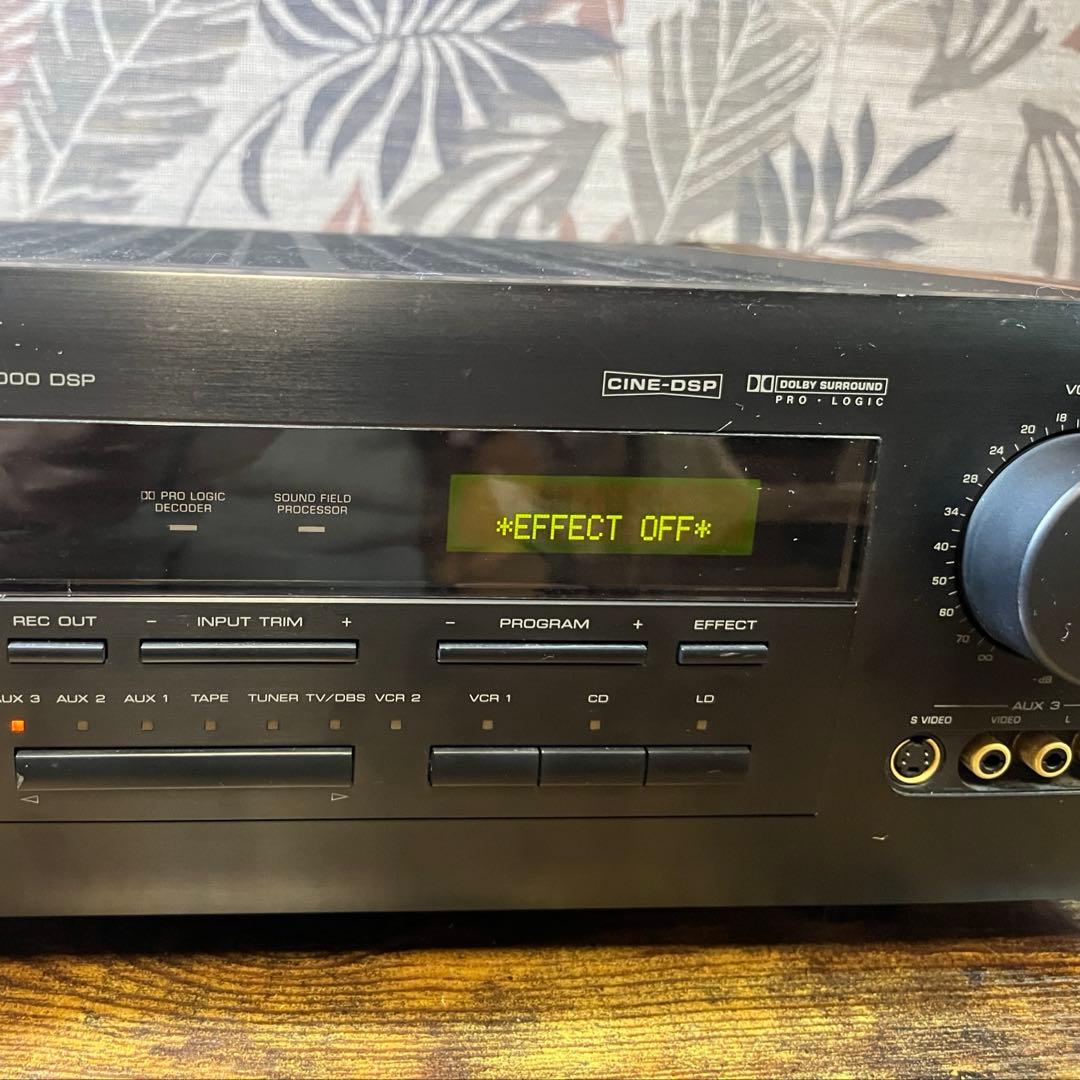 000 DSP
CINE-DSP
DOLBY SURROUND
PRO · LOGIC
PRO LOGIC
DECODER
SOUND FIELD
PROCESSOR
*EFFECT OFF*
REC OUT
− INPUT TRIM +
− PROGRAM +
EFFECT
AUX 3 AUX 2 AUX 1 TAPE TUNER TV/DBS VCR 2 VCR 1 CD LD
VO
18
20
24
28
34
40
50
60
70
∞
-dB
AUX 3
S VIDEO VIDEO L